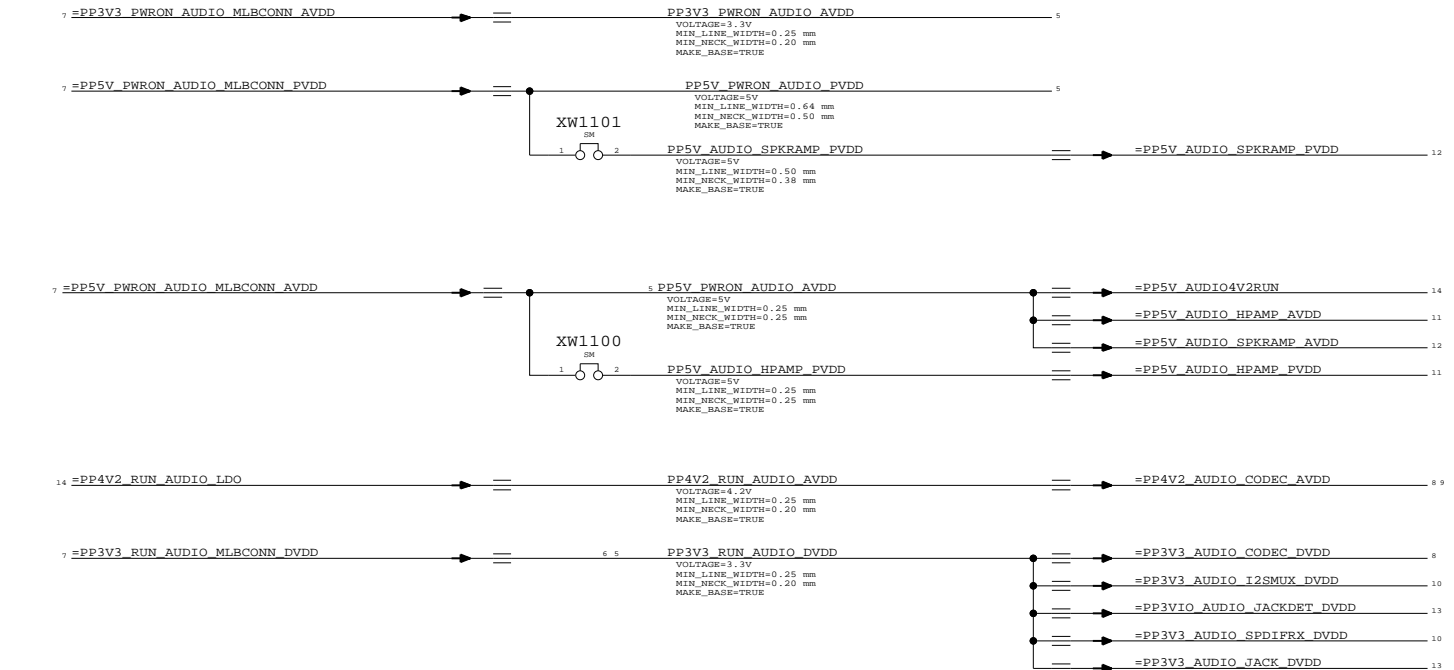 7 =PP3V3_PWRON_AUDIO_MLBCONN_AVDD PP3V3_PWRON_AUDIO_AVDD 5
VOLTAGE=3.3V
MIN_LINE_WIDTH=0.25 mm
MIN_NECK_WIDTH=0.20 mm
MAKE_BASE=TRUE
7 =PP5V_PWRON_AUDIO_MLBCONN_PVDD PP5V_PWRON_AUDIO_PVDD 5
VOLTAGE=5V
MIN_LINE_WIDTH=0.64 mm
MIN_NECK_WIDTH=0.50 mm
MAKE_BASE=TRUE
XW1101
SM
1 2 PP5V_AUDIO_SPKRAMP_PVDD =PP5V_AUDIO_SPKRAMP_PVDD 12
VOLTAGE=5V
MIN_LINE_WIDTH=0.50 mm
MIN_NECK_WIDTH=0.38 mm
MAKE_BASE=TRUE
7 =PP5V_PWRON_AUDIO_MLBCONN_AVDD 5 PP5V_PWRON_AUDIO_AVDD =PP5V_AUDIO4V2RUN 14
VOLTAGE=5V
MIN_LINE_WIDTH=0.25 mm
MIN_NECK_WIDTH=0.25 mm
MAKE_BASE=TRUE
=PP5V_AUDIO_HPAMP_AVDD 11
=PP5V_AUDIO_SPKRAMP_AVDD 12
XW1100
SM
1 2 PP5V_AUDIO_HPAMP_PVDD =PP5V_AUDIO_HPAMP_PVDD 11
VOLTAGE=5V
MIN_LINE_WIDTH=0.25 mm
MIN_NECK_WIDTH=0.25 mm
MAKE_BASE=TRUE
14 =PP4V2_RUN_AUDIO_LDO PP4V2_RUN_AUDIO_AVDD =PP4V2_AUDIO_CODEC_AVDD 8 9
VOLTAGE=4.2V
MIN_LINE_WIDTH=0.25 mm
MIN_NECK_WIDTH=0.20 mm
MAKE_BASE=TRUE
7 =PP3V3_RUN_AUDIO_MLBCONN_DVDD 6 5 PP3V3_RUN_AUDIO_DVDD =PP3V3_AUDIO_CODEC_DVDD 8
VOLTAGE=3.3V
MIN_LINE_WIDTH=0.25 mm
MIN_NECK_WIDTH=0.20 mm
MAKE_BASE=TRUE
=PP3V3_AUDIO_I2SMUX_DVDD 10
=PP3VIO_AUDIO_JACKDET_DVDD 13
=PP3V3_AUDIO_SPDIFRX_DVDD 10
=PP3V3_AUDIO_JACK_DVDD 13